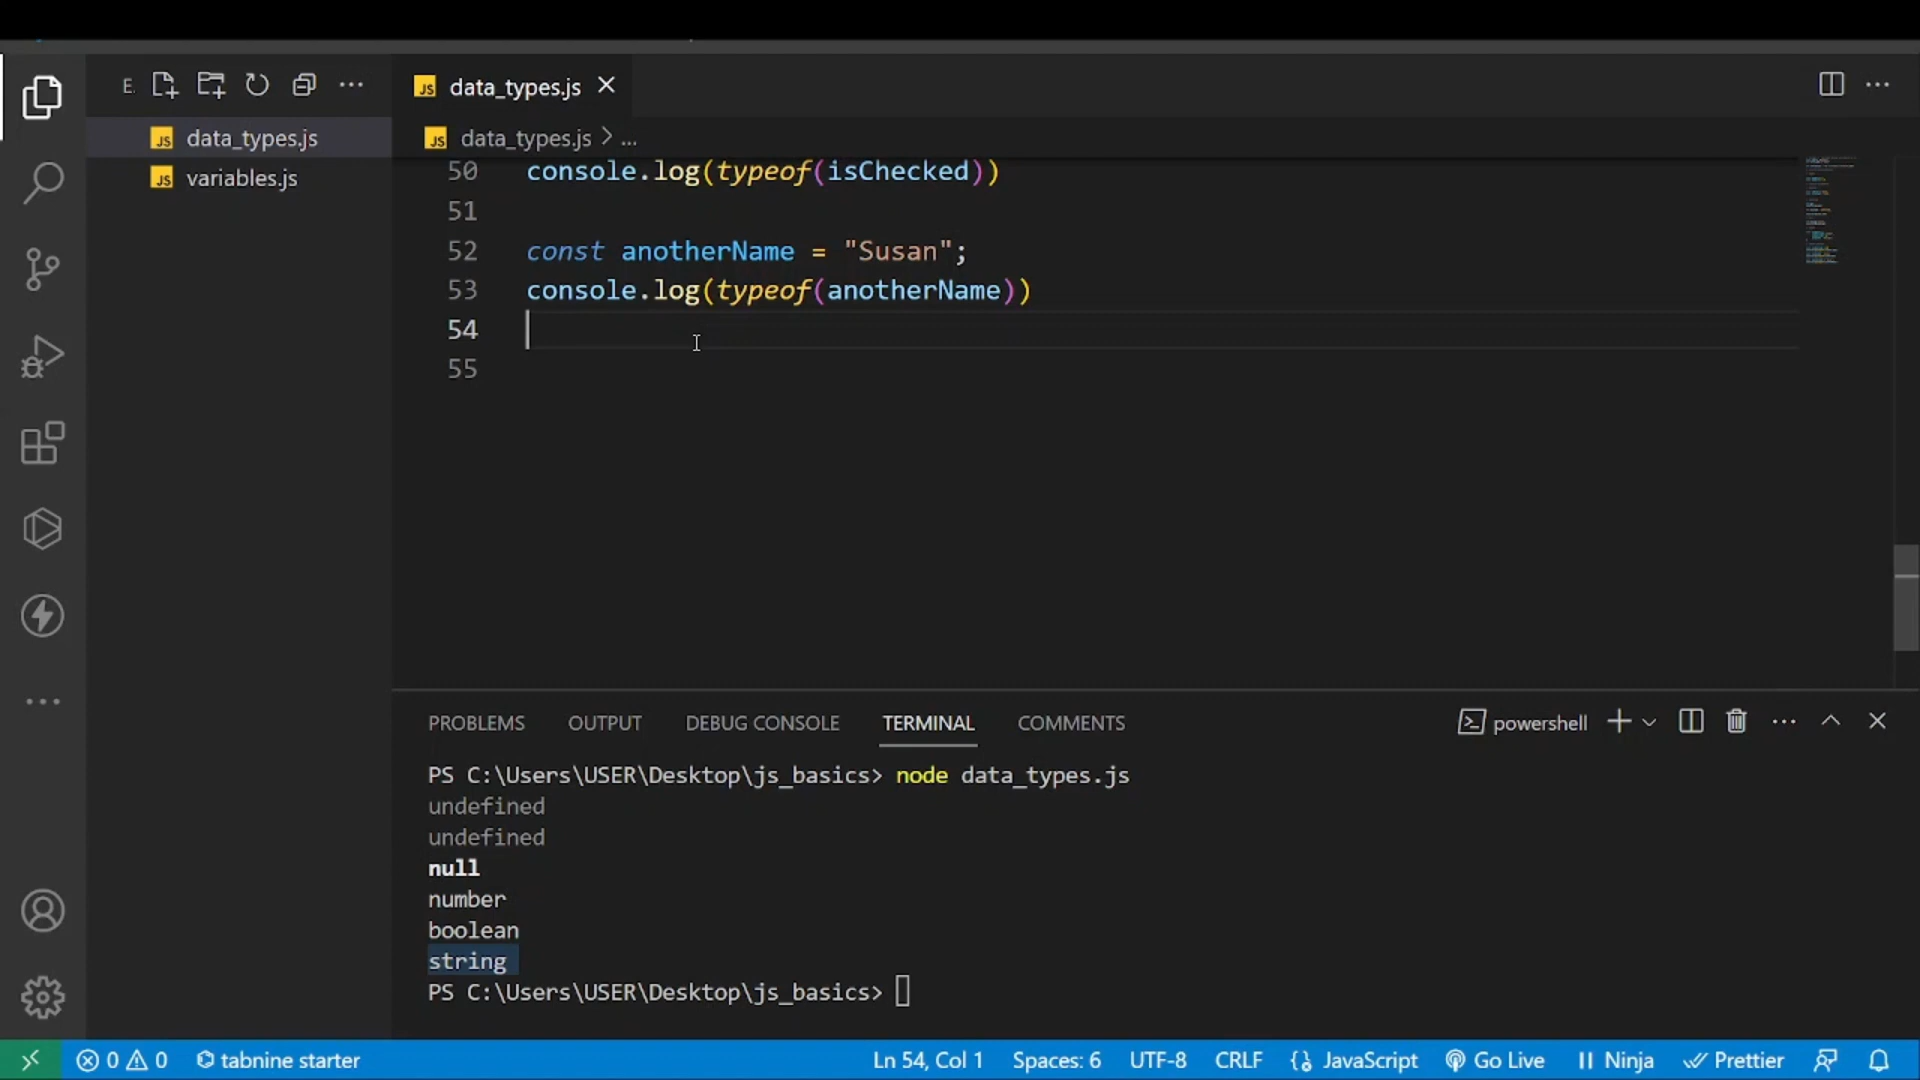 E.
data_types.js
variables.js
JS data_types.js
JS data_types.js > ...
50 console.log(typeof(isChecked))
51
52 const anotherName = "Susan";
53 console.log(typeof(anotherName))
54
55
PROBLEMS OUTPUT DEBUG CONSOLE TERMINAL COMMENTS powershell
PS C:\Users\USER\Desktop\js_basics> node data_types.js
undefined
undefined
null
number
boolean
string
PS C:\Users\USER\Desktop\js_basics>
0 0 tabnine starter Ln 54, Col 1 Spaces: 6 UTF-8 CRLF {} JavaScript Go Live Ninja Prettier